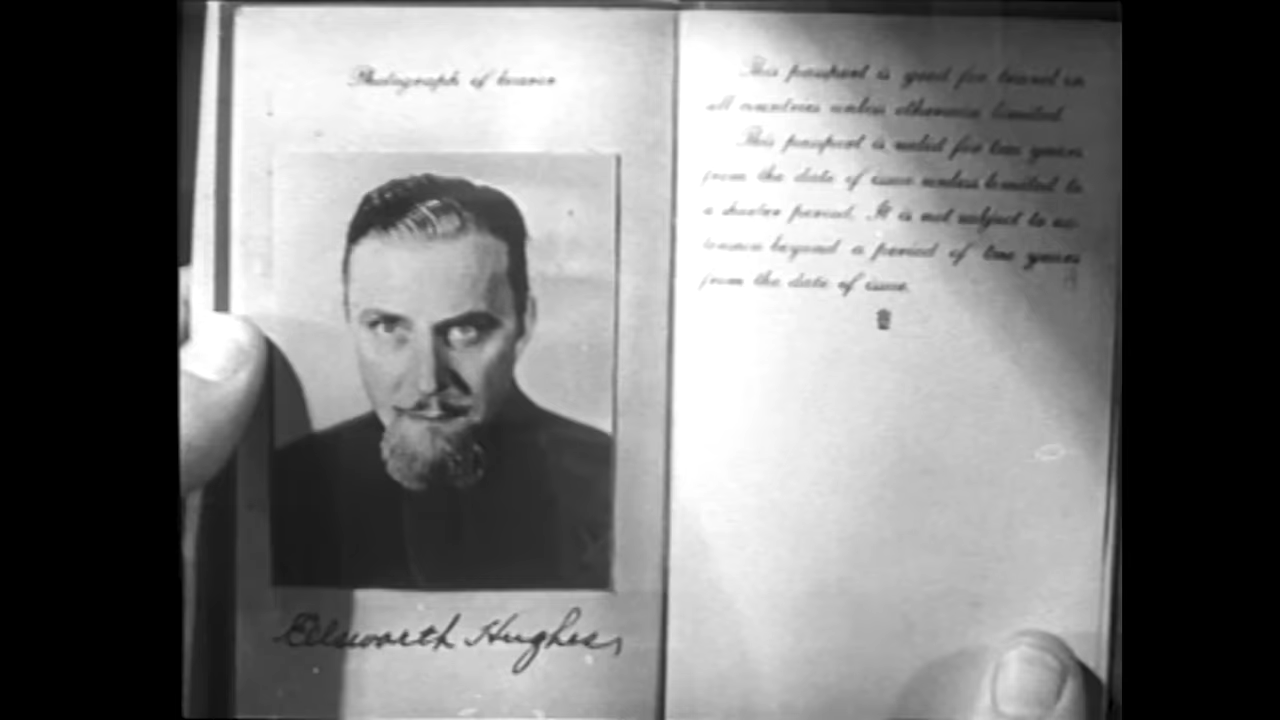 Photograph of bearer
Ellsworth Hughes
This passport is good for travel in
all countries unless otherwise limited.
This passport is valid for two years
from the date of issue unless limited to
a shorter period. It is not subject to ex-
tension beyond a period of two years
from the date of issue.